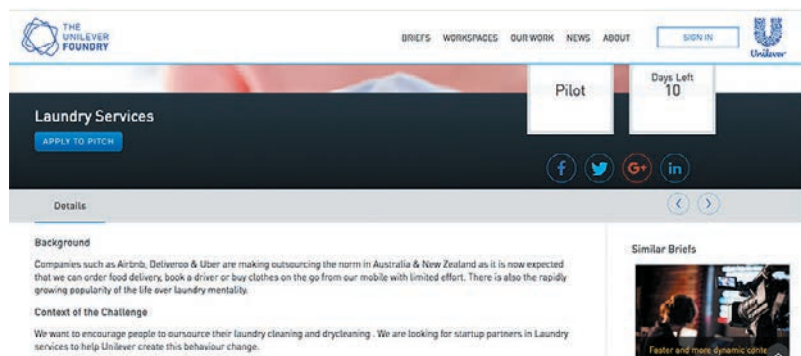 THE
UNILEVER
FOUNDRY
BRIEFS WORKSPACES OUR WORK NEWS ABOUT SIGN IN
Unilever
Pilot
Days Left
10
Laundry Services
APPLY TO PITCH
f G+ in
Details
Background
Companies such as Airbnb, Deliveroo & Uber are making outsourcing the norm in Australia & New Zealand as it is now expected
that we can order food delivery, book a driver or buy clothes on the go from our mobile with limited effort. There is also the rapidly
growing popularity of the life over laundry mentality.
Context of the Challenge
We want to encourage people to oursource their laundry cleaning and drycleaning . We are looking for startup partners in Laundry
services to help Unilever create this behaviour change.
Similar Briefs
Faster and more dynamic conte